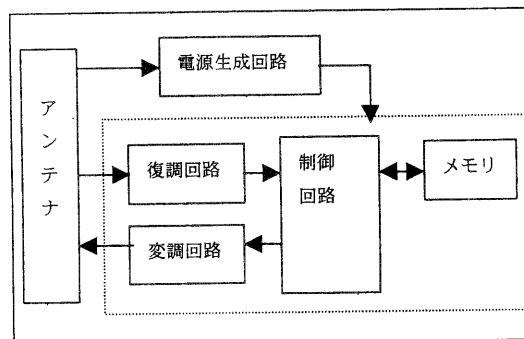 電源生成回路
アンテナ
復調回路
制御
回路
メモリ
変調回路